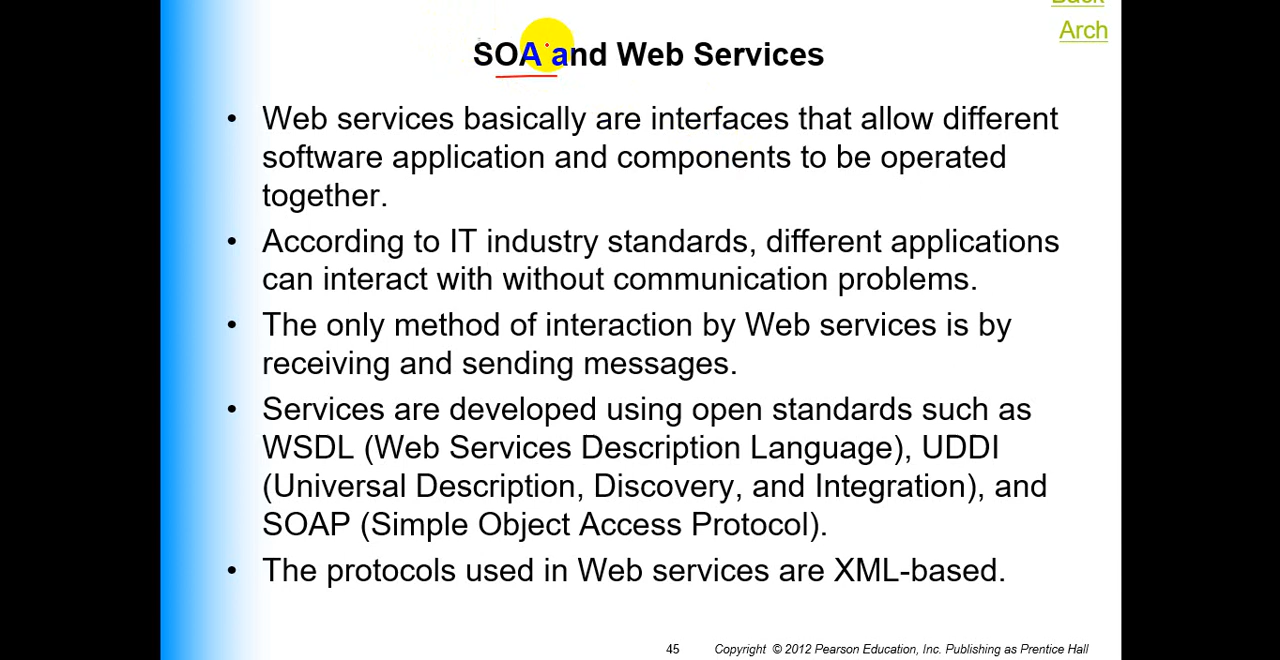 Arch
SOA and Web Services
• Web services basically are interfaces that allow different
software application and components to be operated
together.
• According to IT industry standards, different applications
can interact with without communication problems.
• The only method of interaction by Web services is by
receiving and sending messages.
• Services are developed using open standards such as
WSDL (Web Services Description Language), UDDI
(Universal Description, Discovery, and Integration), and
SOAP (Simple Object Access Protocol).
• The protocols used in Web services are XML-based.
45 Copyright © 2012 Pearson Education, Inc. Publishing as Prentice Hall